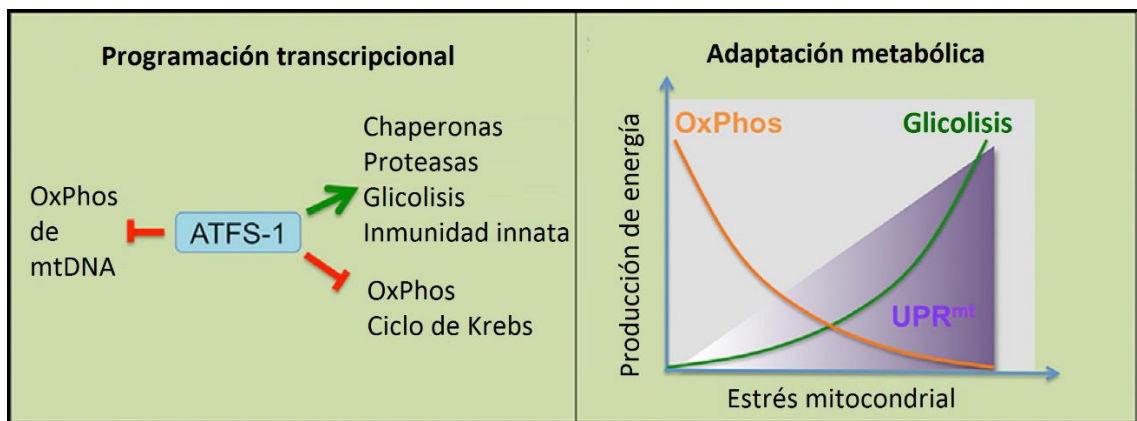 Programación transcripcional
Chaperonas
Proteasas
Glicolisis
Inmunidad innata
OxPhos
de
mtDNA
ATFS-1
OxPhos
Ciclo de Krebs
Adaptación metabólica
Producción de energía
OxPhos
Glicolisis
UPRmt
Estrés mitocondrial